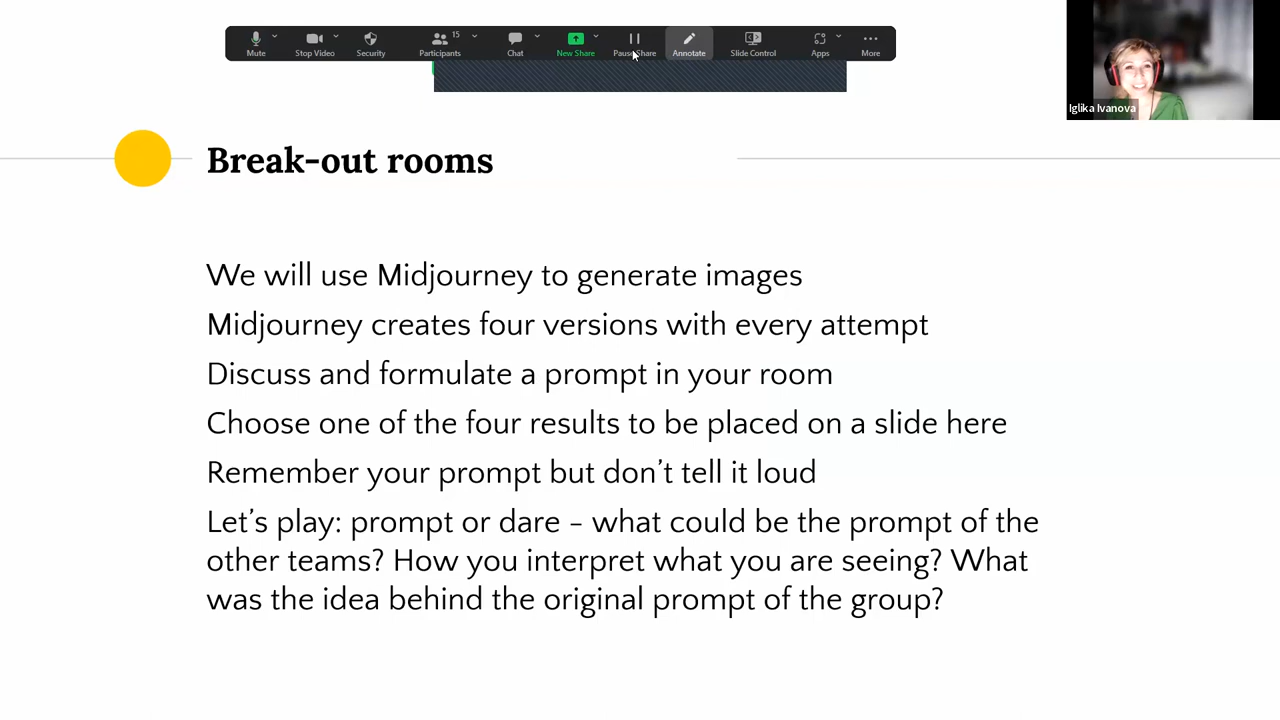 15
Mute
Stop Video
Security
Participants
Chat
New Share
Pause Share
Annotate
Slide Control
Apps
More
Iglika Ivanova
Break-out rooms
We will use Midjourney to generate images
Midjourney creates four versions with every attempt
Discuss and formulate a prompt in your room
Choose one of the four results to be placed on a slide here
Remember your prompt but don’t tell it loud
Let’s play: prompt or dare – what could be the prompt of the
other teams? How you interpret what you are seeing? What
was the idea behind the original prompt of the group?